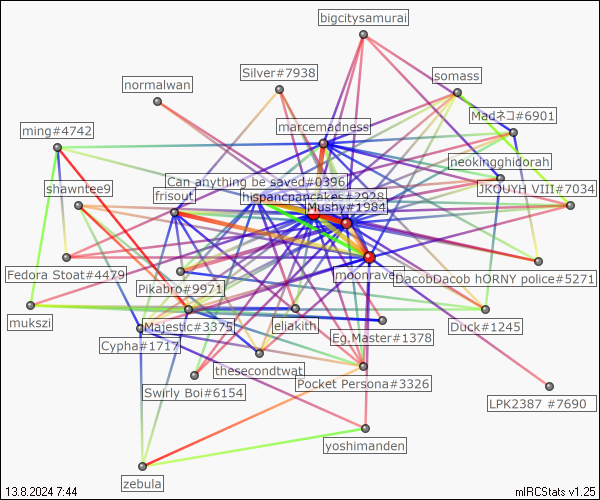 bigcitysamurai
Silver#7938
somass
normalwan
Madネコ#6901
marcemadness
ming#4742
neokingghidorah
Can anything be saved#0396
JKOUYH VIII#7034
shawntee9
frisout
hispancpancakes#2928
Mushy#1984
Fedora Stoat#4479
moonrav
DacobDacob hORNY police#5271
Pikabro#9971
mukszi
Majestic#3375
eliakith
Duck#1245
Eg.Master#1378
Cypha#1717
thesecondtwat
Pocket Persona#3326
Swirly Boi#6154
LPK2387 #7690
yoshimanden
zebula
13.8.2024 7:44
mIRCStats v1.25